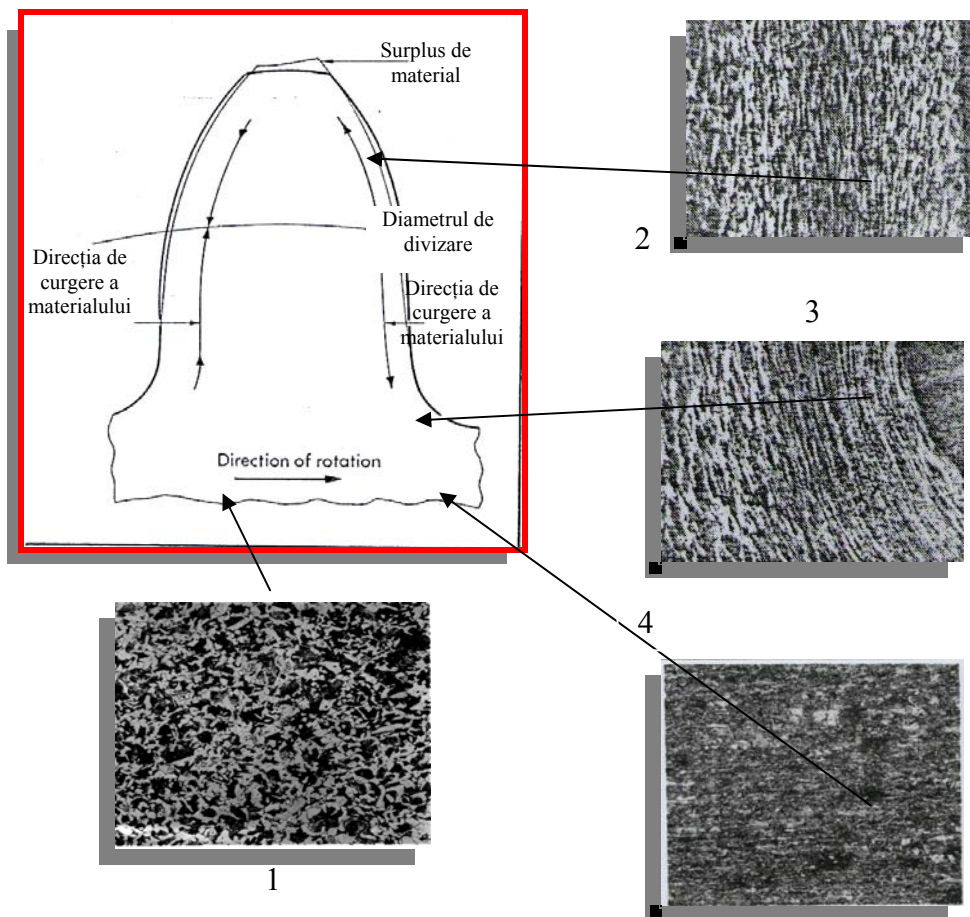 Surplus de
material
Diametrul de
divizare
Direcția de
curgere a
materialului
Direcția de
curgere a
materialului
Direction of rotation
2
3
4
1